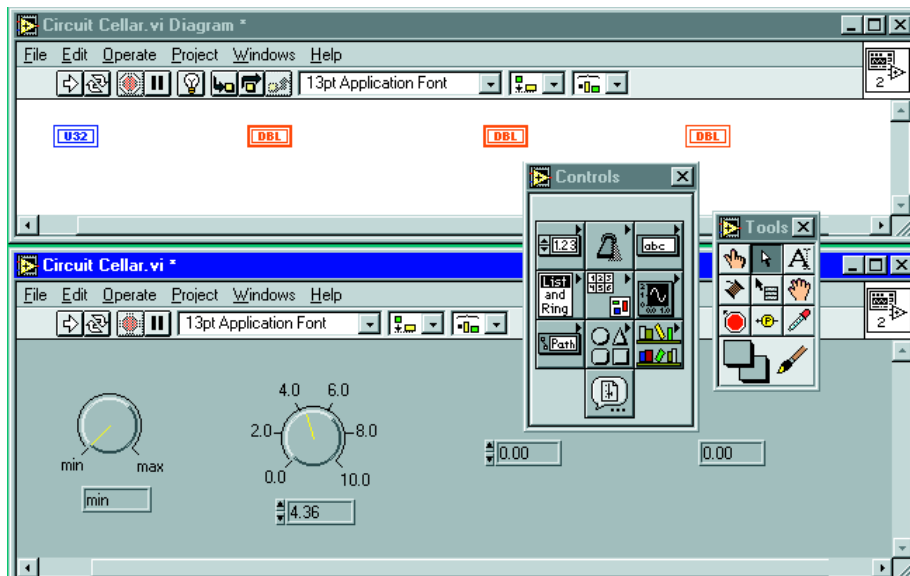 Circuit Cellar.vi Diagram *
File Edit Operate Project Windows Help
13pt Application Font
2
U32 DBL DBL DBL
Controls
1.23 abc
List and Ring
Path
Tools
A
P
Circuit Cellar.vi *
File Edit Operate Project Windows Help
13pt Application Font
2
min max
min
0.0 2.0 4.0 6.0 8.0 10.0
4.36
0.00
0.00